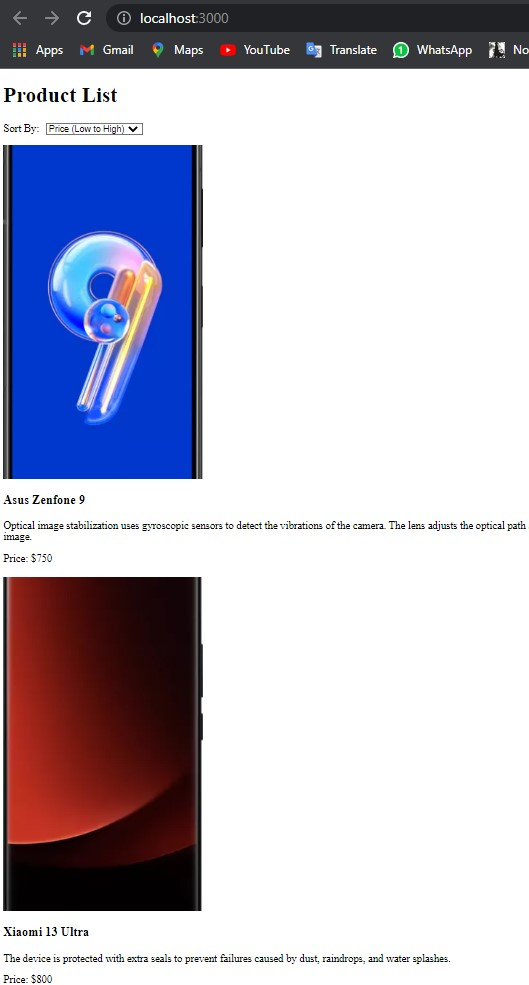 localhost:3000
Apps Gmail Maps YouTube Translate WhatsApp No
Product List
Sort By: Price (Low to High)
9
Asus Zenfone 9
Optical image stabilization uses gyroscopic sensors to detect the vibrations of the camera. The lens adjusts the optical path
image.
Price: $750
Xiaomi 13 Ultra
The device is protected with extra seals to prevent failures caused by dust, raindrops, and water splashes.
Price: $800